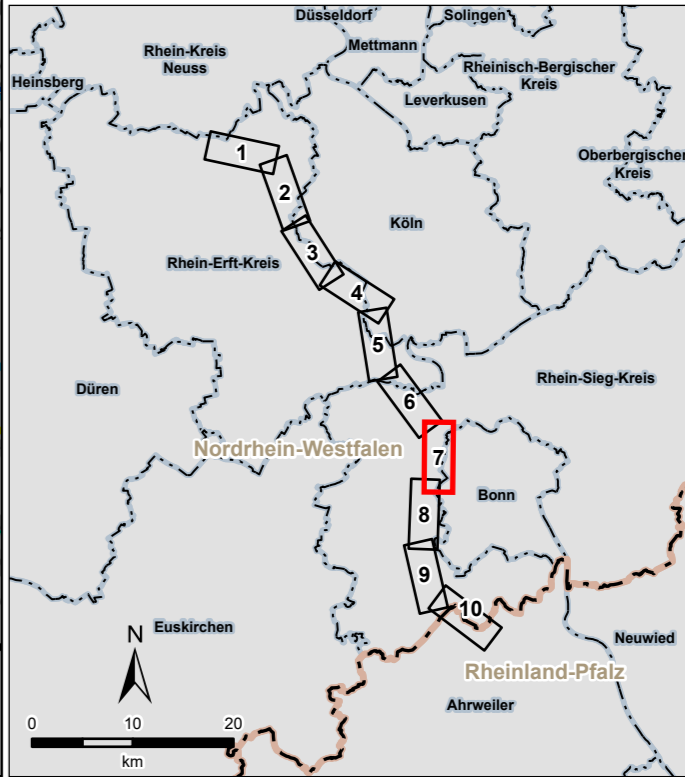 Düsseldorf
Solingen
Rhein-Kreis
Neuss
Mettmann
Rheinisch-Bergischer
Kreis
Heinsberg
Leverkusen
Oberbergischer
Kreis
1
2
Köln
3
Rhein-Erft-Kreis
4
5
Düren
Rhein-Sieg-Kreis
6
Nordrhein-Westfalen
7
Bonn
8
9
10
Euskirchen
N
Neuwied
Rheinland-Pfalz
Ahrweiler
0 10 20
km